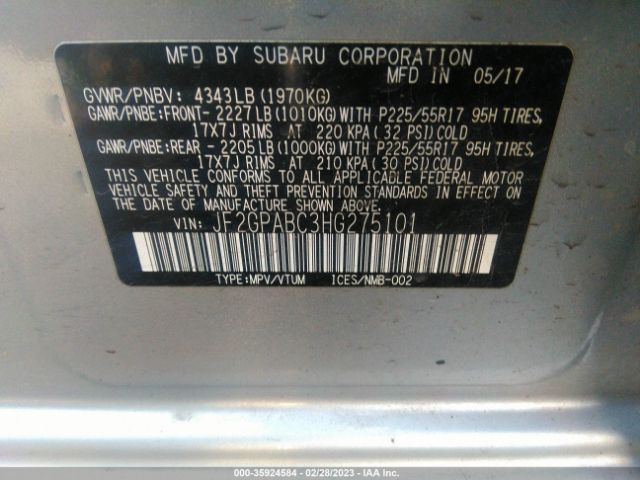 MFD BY SUBARU CORPORATION
MFD IN 05/17
GVWR/PNBV: 4343LB(1970KG)
GAWR/PNBE:FRONT- 2227LB(1010KG)WITH P225/55R17 95H TIRES,
17X7J RIMS AT 220 KPA(32 PSI)COLD
GAWR/PNBE:REAR - 2205LB(1000KG)WITH P225/55R17 95H TIRES,
17X7J RIMS AT 210 KPA(30 PSI)COLD
THIS VEHICLE CONFORMS TO ALL APPLICABLE FEDERAL MOTOR
VEHICLE SAFETY AND THEFT PREVENTION STANDARDS IN EFFECT ON
THE DATE OF MANUFACTURE SHOWN ABOVE.
VIN: JF2GPABC3HG275101
TYPE:MPV/VTUM ICES/NMB-002
000-35924584 / 02/28/2023 - IAA Inc.